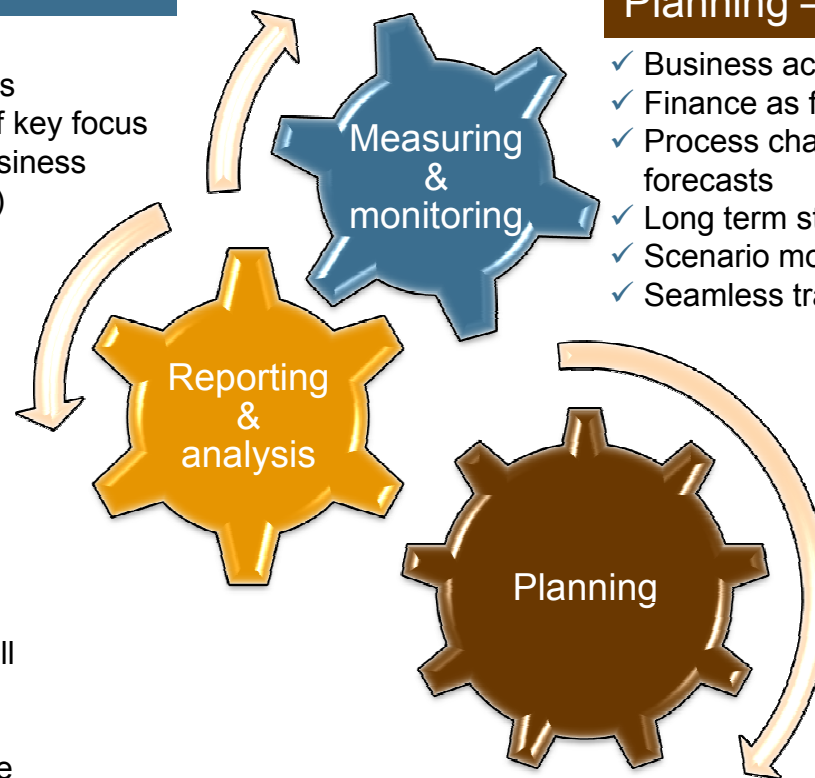 s
f key focus
siness
)
ll
e
Measuring
&
monitoring
Reporting
&
analysis
Planning
Planning –
✓ Business ac
✓ Finance as f
✓ Process cha
forecasts
✓ Long term st
✓ Scenario mo
✓ Seamless tra